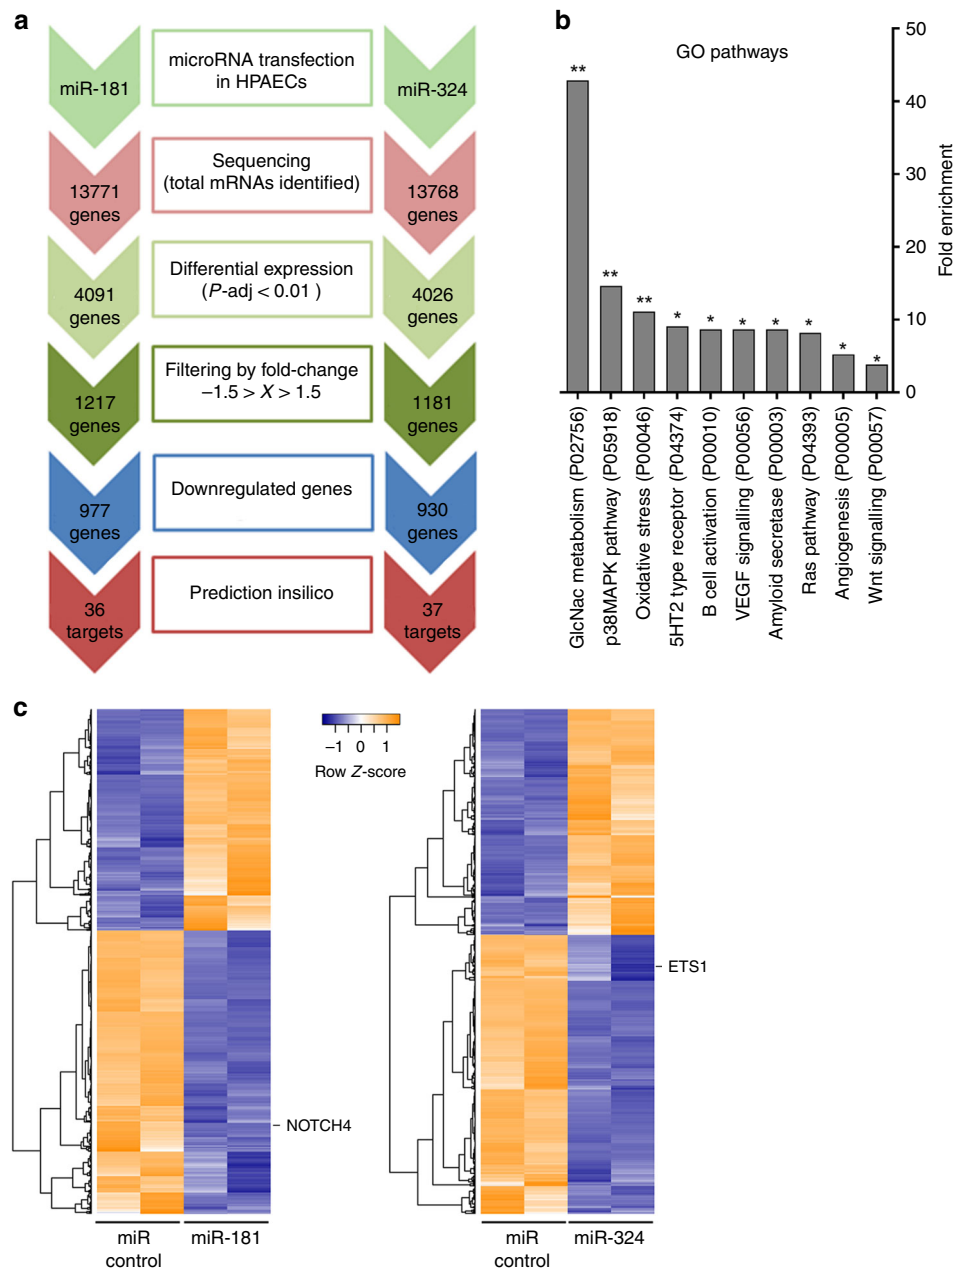 a
miR-181
microRNA transfection
in HPAECs
miR-324
13771
genes
Sequencing
(total mRNAs identified)
13768
genes
4091
genes
Differential expression
(P-adj < 0.01 )
4026
genes
1217
genes
Filtering by fold-change
−1.5 > X > 1.5
1181
genes
977
genes
Downregulated genes
930
genes
36
targets
Prediction insilico
37
targets
b
GO pathways
50
40
30
20
10
0
Fold enrichment
**
**
**
*
*
*
*
*
*
*
GlcNac metabolism (P02756)
p38MAPK pathway (P05918)
Oxidative stress (P00046)
5HT2 type receptor (P04374)
B cell activation (P00010)
VEGF signalling (P00056)
Amyloid secretase (P00003)
Ras pathway (P04393)
Angiogenesis (P00005)
Wnt signalling (P00057)
c
−1 0 1
Row Z-score
NOTCH4
miR
control
miR-181
ETS1
miR
control
miR-324